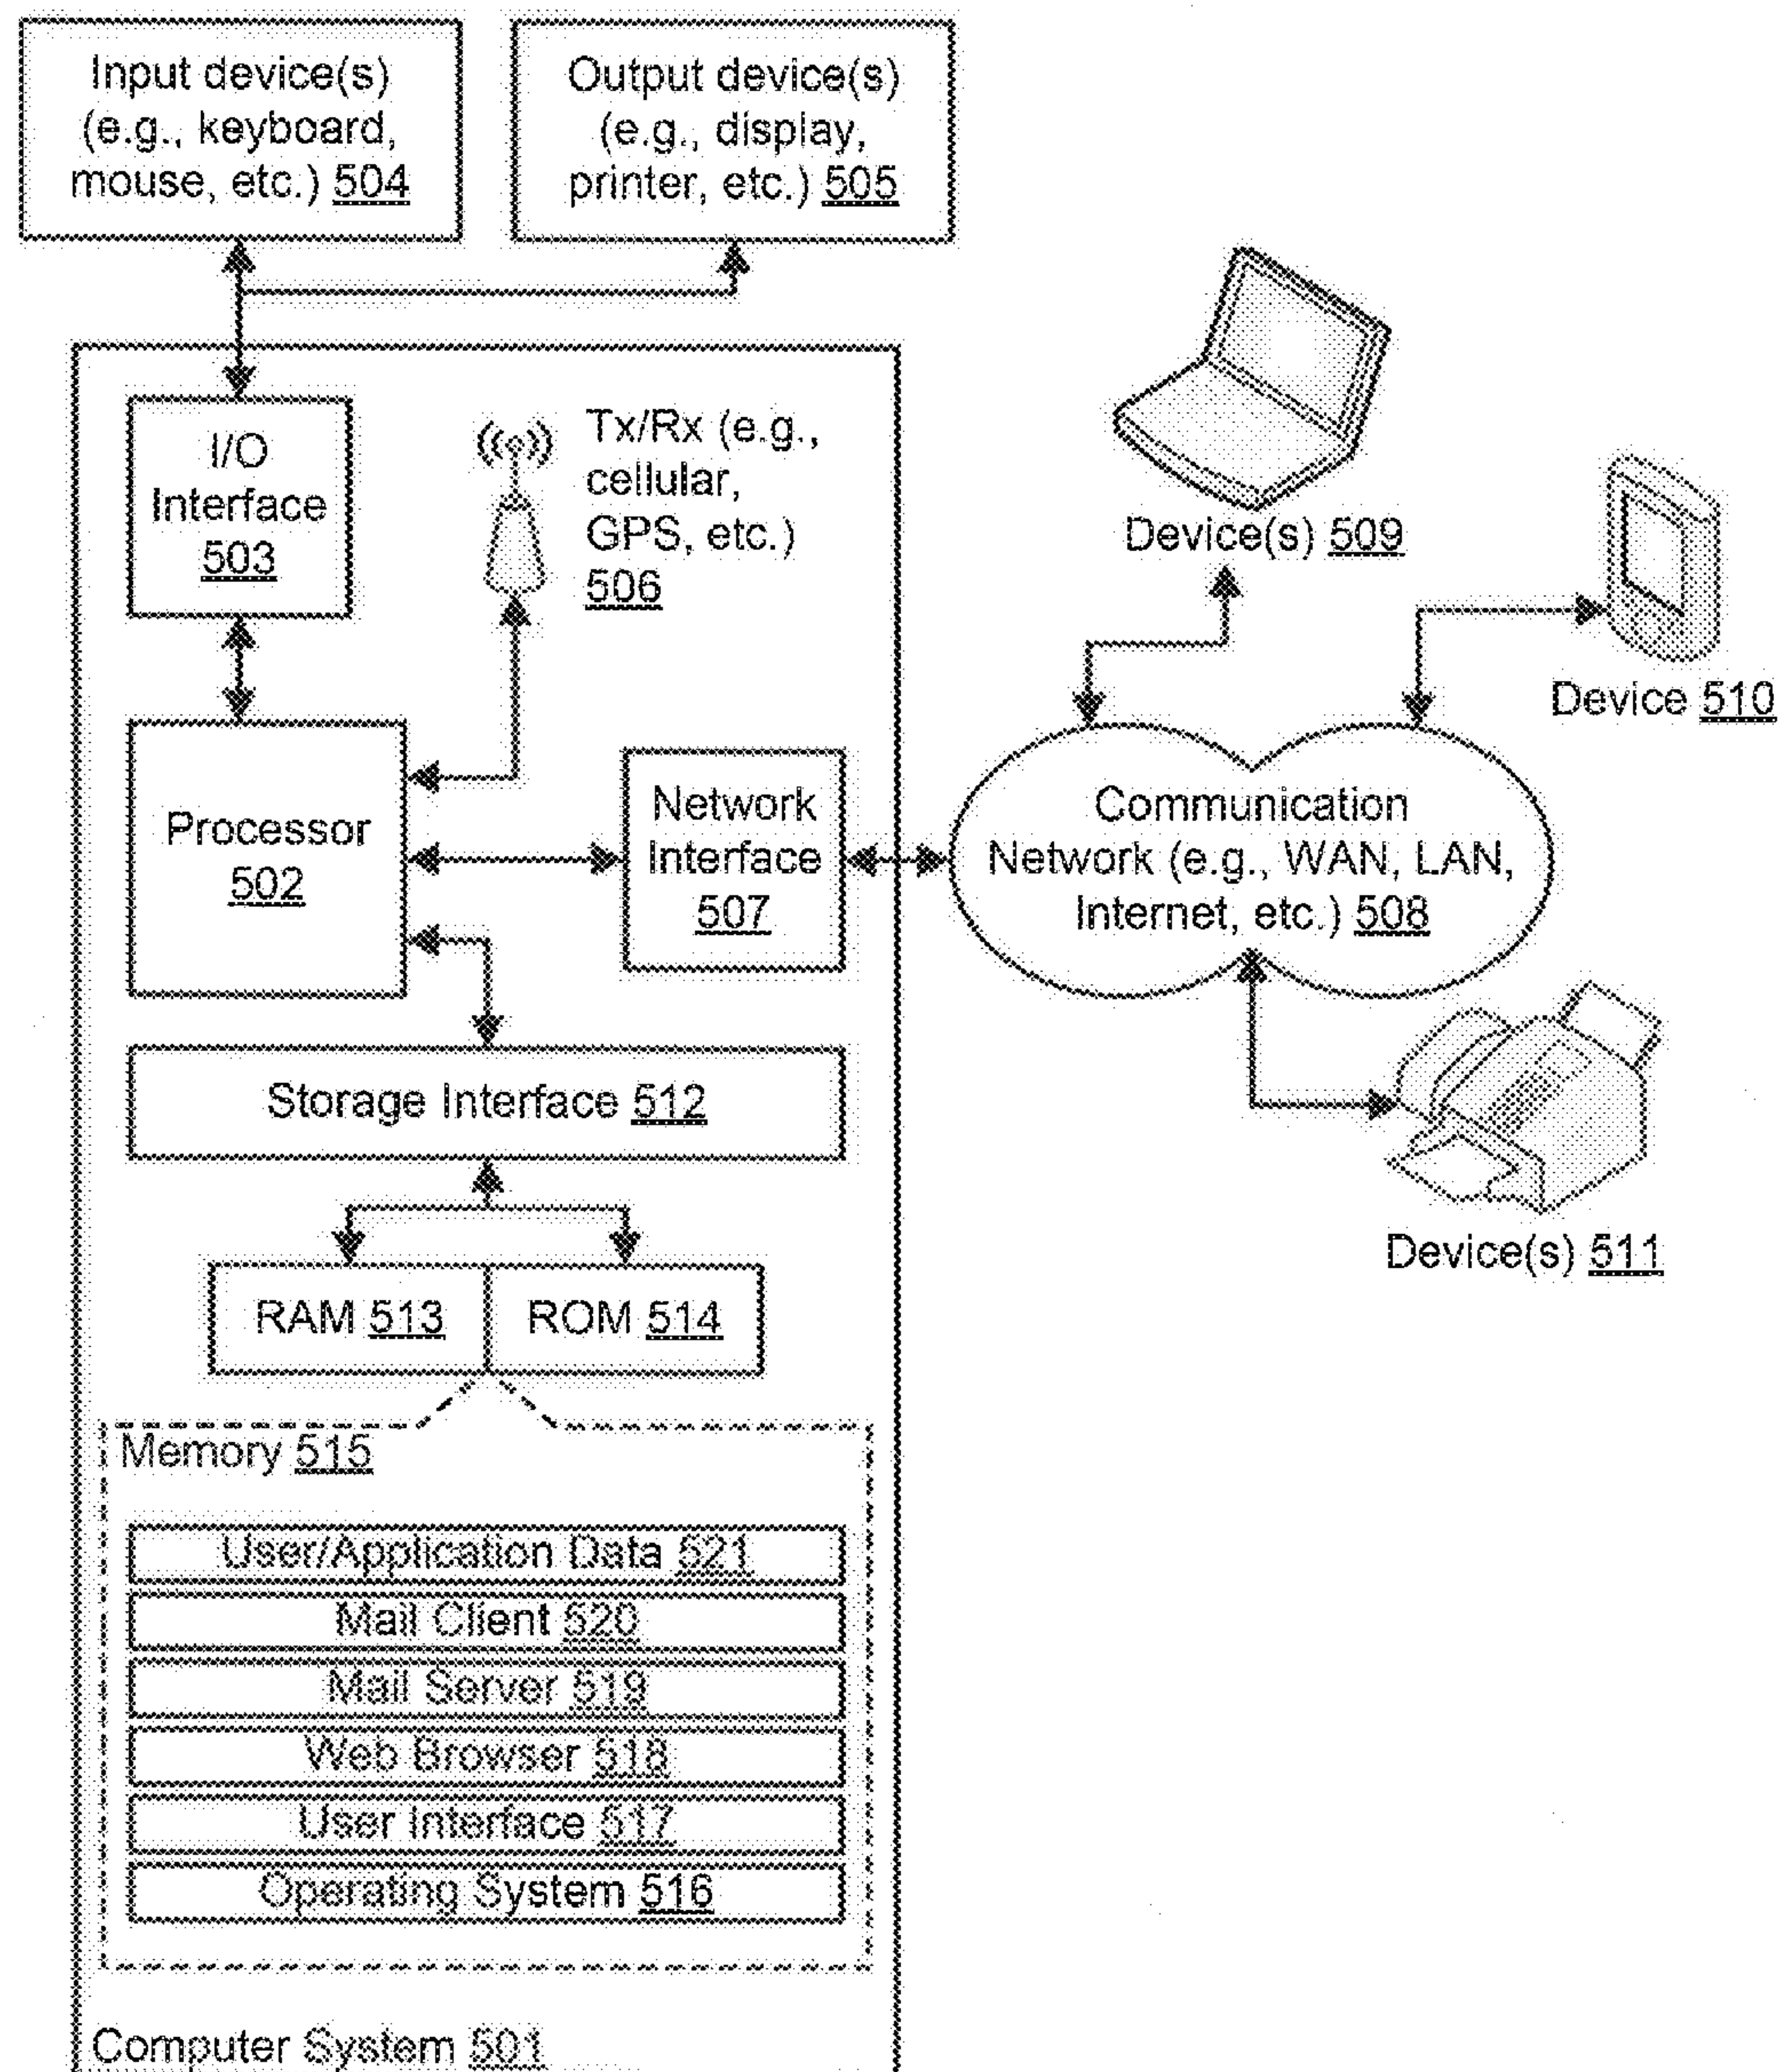 Input device(s)
(e.g., keyboard,
mouse, etc.) 504
Output device(s)
(e.g., display,
printer, etc.) 505
I/O
Interface
503
Tx/Rx (e.g.,
cellular,
GPS, etc.)
506
Device(s) 509
Device 510
Processor
502
Network
Interface
507
Communication
Network (e.g., WAN, LAN,
Internet, etc.) 508
Storage Interface 512
Device(s) 511
RAM 513
ROM 514
Memory 515
User/Application Data 521
Mail Client 520
Mail Server 519
Web Browser 518
User Interface 517
Operating System 516
Computer System 501